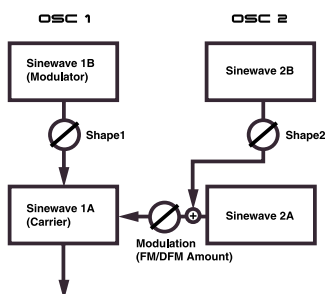 OSC 1
OSC 2
Sinewave 1B
(Modulator)
Sinewave 2B
Shape1
Shape2
Sinewave 1A
(Carrier)
+
Sinewave 2A
Modulation
(FM/DFM Amount)